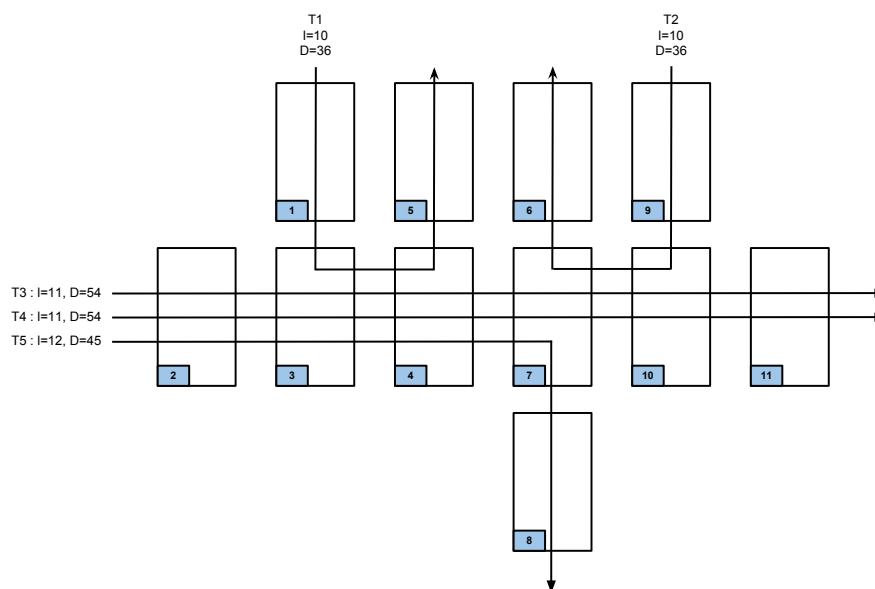 T1
I=10
D=36
T2
I=10
D=36
1
5
6
9
T3 : I=11, D=54
T4 : I=11, D=54
T5 : I=12, D=45
2
3
4
7
10
11
8